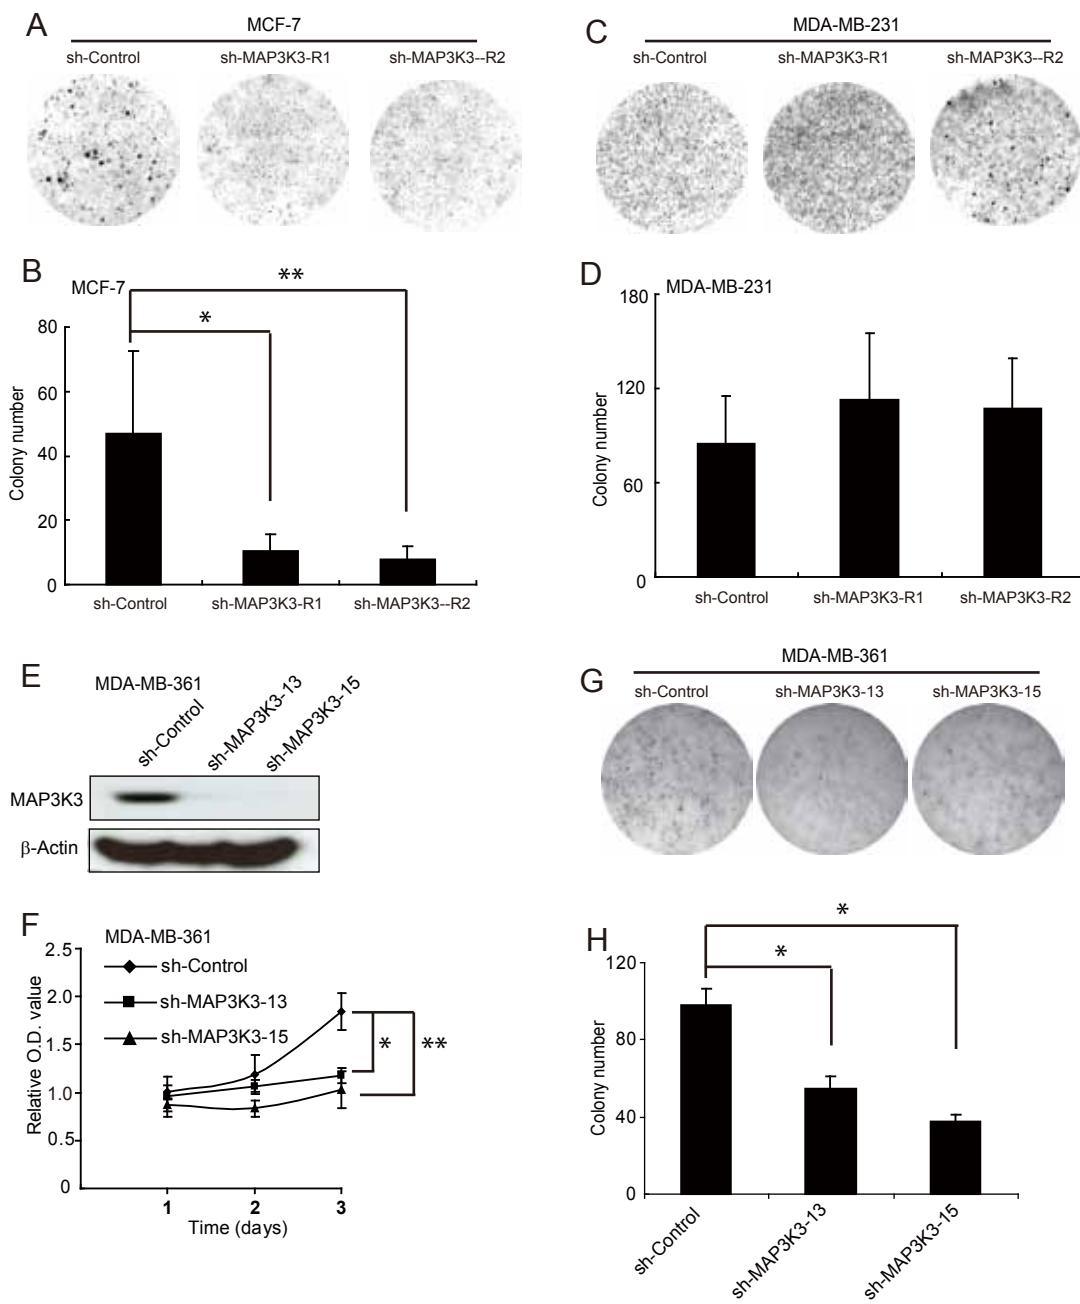 A
MCF-7
sh-Control sh-MAP3K3-R1 sh-MAP3K3--R2
C
MDA-MB-231
sh-Control sh-MAP3K3-R1 sh-MAP3K3--R2
B
MCF-7
**
*
80
60
40
20
0
Colony number
sh-Control sh-MAP3K3-R1 sh-MAP3K3--R2
D
MDA-MB-231
180
120
60
0
Colony number
sh-Control sh-MAP3K3-R1 sh-MAP3K3-R2
E
MDA-MB-361
sh-Control
sh-MAP3K3-13
sh-MAP3K3-15
MAP3K3
β-Actin
G
MDA-MB-361
sh-Control sh-MAP3K3-13 sh-MAP3K3-15
F
MDA-MB-361
sh-Control
sh-MAP3K3-13
sh-MAP3K3-15
* **
2.5
2.0
1.5
1.0
0.5
0
Relative O.D. value
1 2 3
Time (days)
H
*
*
120
80
40
0
Colony number
sh-Control
sh-MAP3K3-13
sh-MAP3K3-15